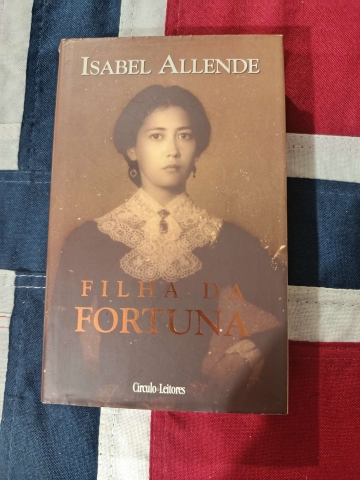 ISABEL ALLENDE
FILHA DA
FORTUNA
Círculo-Leitores